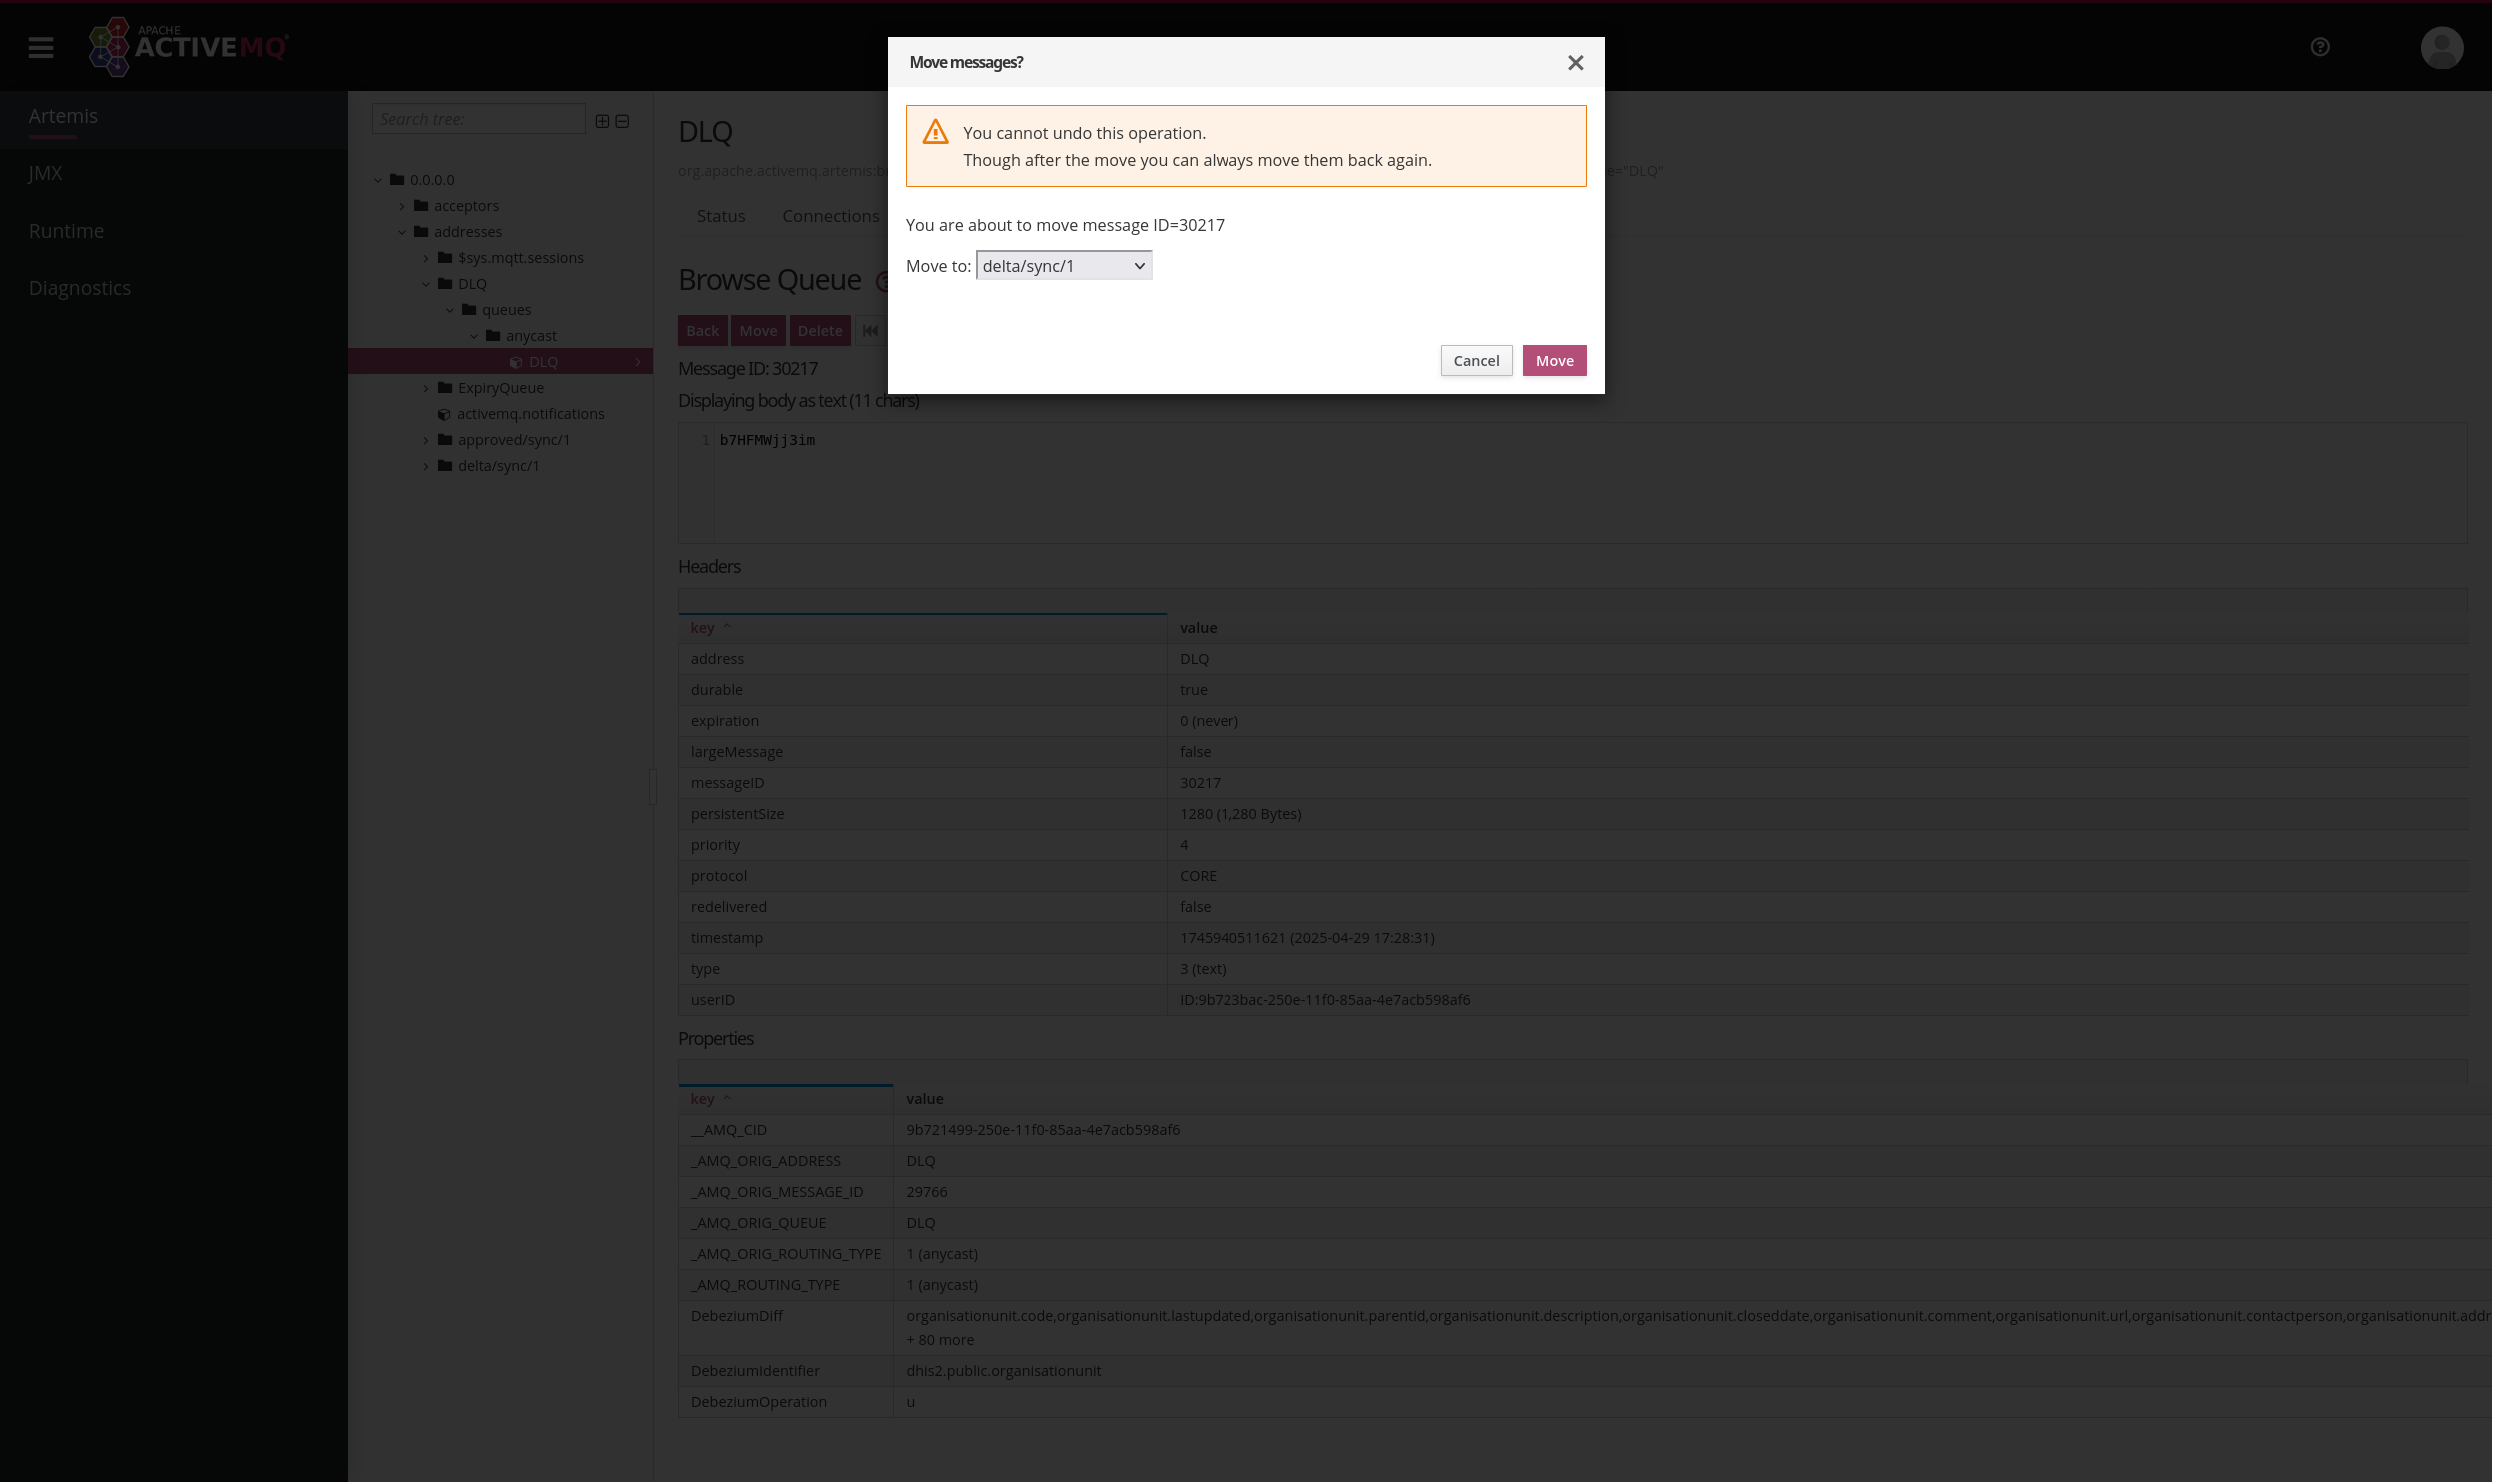 APACHE
ACTIVEMQ
Artemis
JMX
Runtime
Diagnostics
Search tree:
0.0.0.0
acceptors
addresses
$sys.mqtt.sessions
DLQ
queues
anycast
DLQ
ExpiryQueue
activemq.notifications
approved/sync/1
delta/sync/1
DLQ
org.apache.activemq.artemis:b
e="DLQ"
Status Connections
Browse Queue
Back Move Delete
Message ID: 30217
Displaying body as text (11 chars)
1 b7HFMWjj3im
Move messages?
You cannot undo this operation.
Though after the move you can always move them back again.
You are about to move message ID=30217
Move to: delta/sync/1
Cancel Move
Headers
key value
address DLQ
durable true
expiration 0 (never)
largeMessage false
messageID 30217
persistentSize 1280 (1,280 Bytes)
priority 4
protocol CORE
redelivered false
timestamp 1745940511621 (2025-04-29 17:28:31)
type 3 (text)
userID ID:9b723bac-250e-11f0-85aa-4e7acb598af6
Properties
key value
__AMQ_CID 9b721499-250e-11f0-85aa-4e7acb598af6
_AMQ_ORIG_ADDRESS DLQ
_AMQ_ORIG_MESSAGE_ID 29766
_AMQ_ORIG_QUEUE DLQ
_AMQ_ORIG_ROUTING_TYPE 1 (anycast)
_AMQ_ROUTING_TYPE 1 (anycast)
DebeziumDiff organisationunit.code,organisationunit.lastupdated,organisationunit.parentid,organisationunit.description,organisationunit.closeddate,organisationunit.comment,organisationunit.url,organisationunit.contactperson,organisationunit.addr
+ 80 more
DebeziumIdentifier dhis2.public.organisationunit
DebeziumOperation u